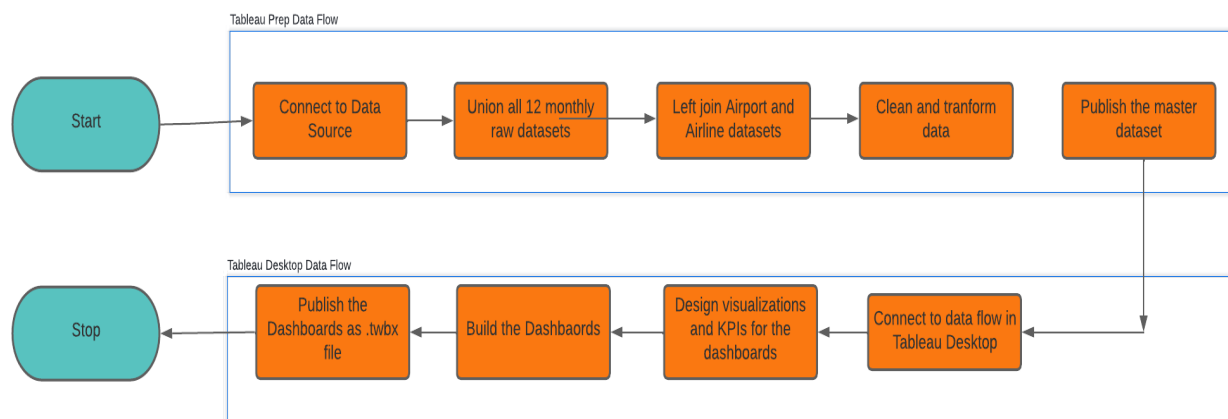 Tableau Prep Data Flow
Start
Connect to Data
Source
Union all 12 monthly
raw datasets
Left join Airport and
Airline datasets
Clean and tranform
data
Publish the master
dataset
Tableau Desktop Data Flow
Stop
Publish the
Dashboards as .twbx
file
Build the Dashbaords
Design visualizations
and KPIs for the
dashboards
Connect to data flow in
Tableau Desktop